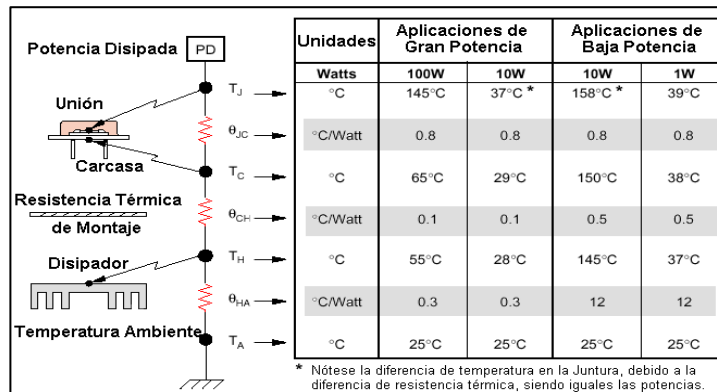 Potencia Disipada
PD
Unión
Carcasa
Resistencia Térmica
de Montaje
Disipador
Temperatura Ambiente
TJ
θJC
TC
θCH
TH
θHA
TA
Unidades Aplicaciones de Gran Potencia Aplicaciones de Baja Potencia
Watts 100W 10W 10W 1W
°C 145°C 37°C * 158°C * 39°C
°C/Watt 0.8 0.8 0.8 0.8
°C 65°C 29°C 150°C 38°C
°C/Watt 0.1 0.1 0.5 0.5
°C 55°C 28°C 145°C 37°C
°C/Watt 0.3 0.3 12 12
°C 25°C 25°C 25°C 25°C
* Nótese la diferencia de temperatura en la Juntura, debido a la
diferencia de resistencia térmica, siendo iguales las potencias.